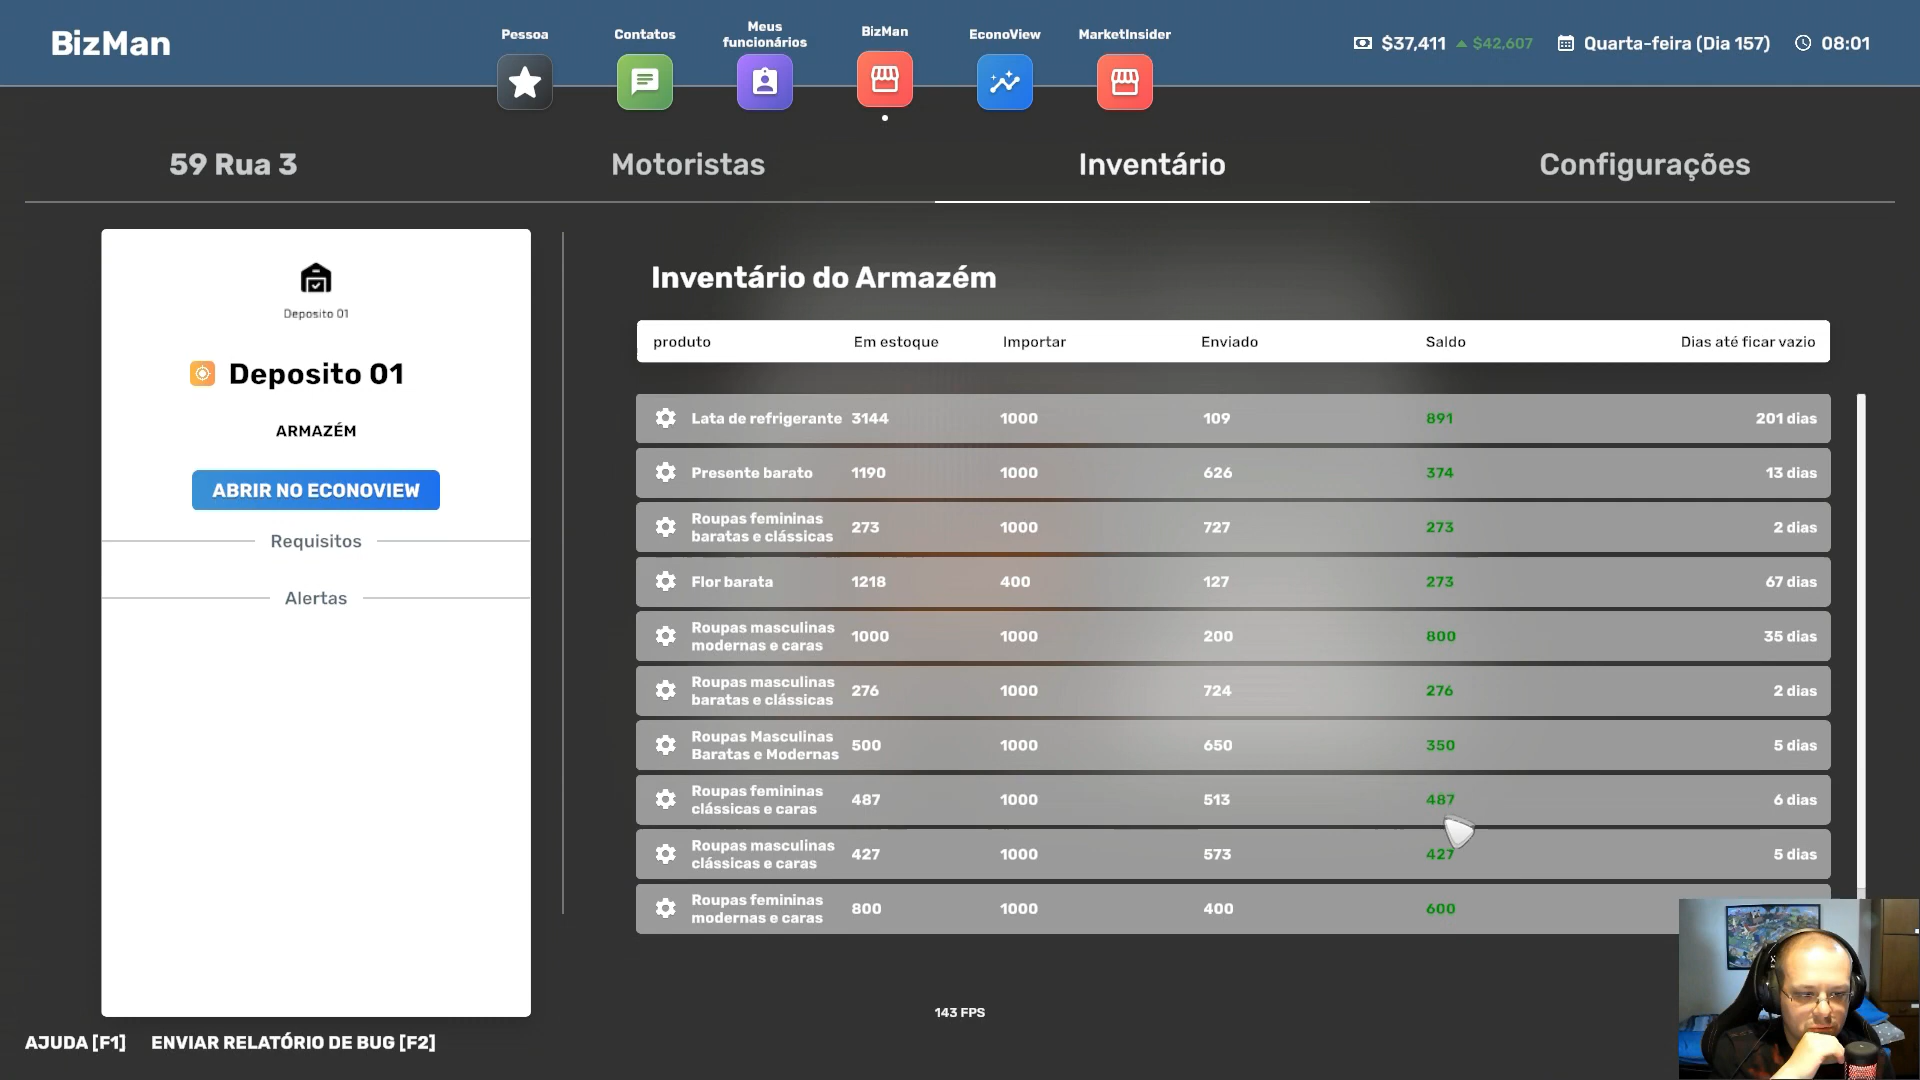 BizMan
Pessoa
Contatos
Meus
funcionários
BizMan
EconoView
MarketInsider
$37,411
$42,607
Quarta-feira (Dia 157)
08:01
59 Rua 3
Motoristas
Inventário
Configurações
Deposito 01
Deposito 01
ARMAZÉM
ABRIR NO ECONOVIEW
Requisitos
Alertas
Inventário do Armazém
produto Em estoque Importar Enviado Saldo Dias até ficar vazio
Lata de refrigerante 3144 1000 109 891 201 dias
Presente barato 1190 1000 626 374 13 dias
Roupas femininas
baratas e clássicas 273 1000 727 273 2 dias
Flor barata 1218 400 127 273 67 dias
Roupas masculinas
modernas e caras 1000 1000 200 800 35 dias
Roupas masculinas
baratas e clássicas 276 1000 724 276 2 dias
Roupas Masculinas
Baratas e Modernas 500 1000 650 350 5 dias
Roupas femininas
clássicas e caras 487 1000 513 487 6 dias
Roupas masculinas
clássicas e caras 427 1000 573 427 5 dias
Roupas femininas
modernas e caras 800 1000 400 600
143 FPS
AJUDA [F1] ENVIAR RELATÓRIO DE BUG [F2]